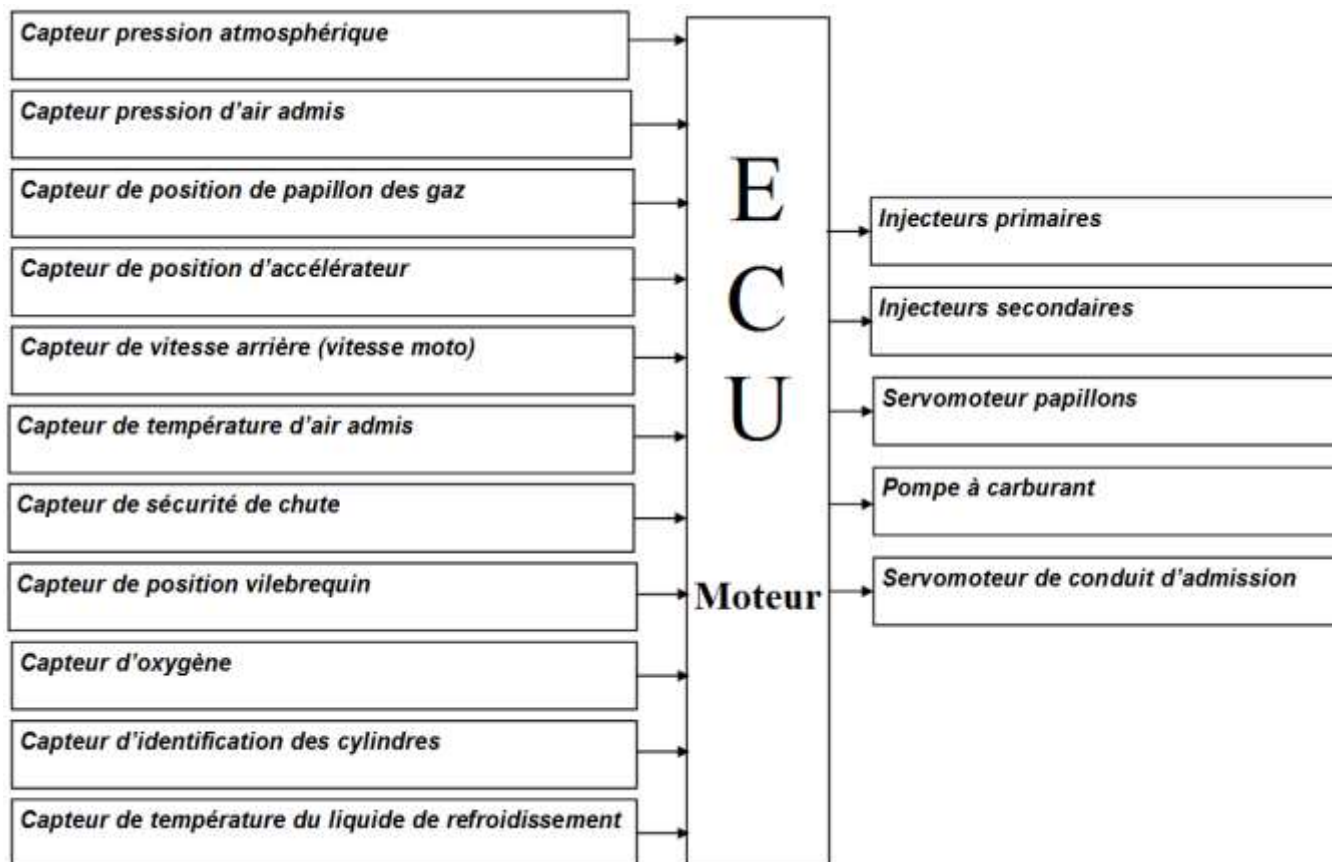 Capteur pression atmosphérique
Capteur pression d'air admis
Capteur de position de papillon des gaz
Capteur de position d'accélérateur
Capteur de vitesse arrière (vitesse moto)
Capteur de température d'air admis
Capteur de sécurité de chute
Capteur de position vilebrequin
Capteur d'oxygène
Capteur d'identification des cylindres
Capteur de température du liquide de refroidissement
E
C
U
Moteur
Injecteurs primaires
Injecteurs secondaires
Servomoteur papillons
Pompe à carburant
Servomoteur de conduit d'admission